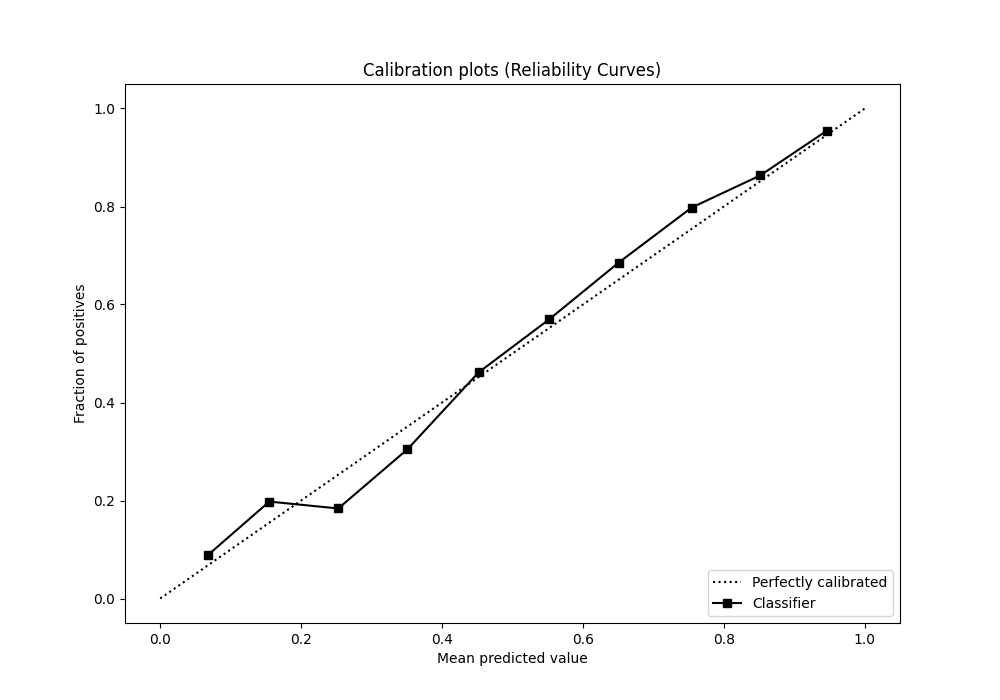 Calibration plots (Reliability Curves)
1.0
0.8
0.6
0.4
0.2
0.0
Fraction of positives
0.0 0.2 0.4 0.6 0.8 1.0
Mean predicted value
Perfectly calibrated
Classifier